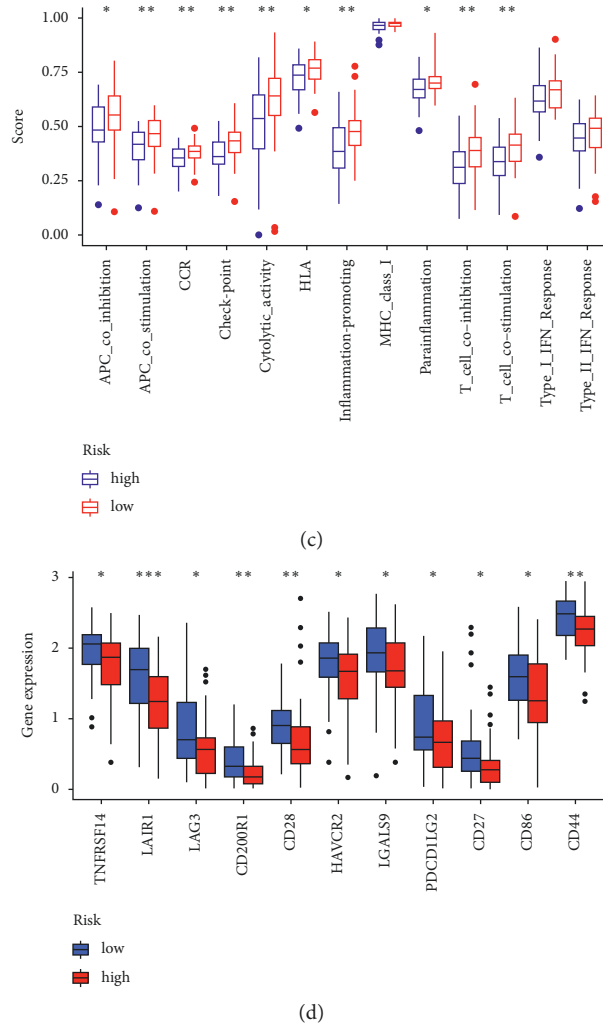 * ** ** ** * ** * ** **
1.00
0.75
0.50
0.25
0.00
Score
APC_co_inhibition
APC_co_stimulation
CCR
Check-point
Cytolytic_activity
HLA
Inflammation-promoting
MHC_class_I
Parainflammation
T_cell_co-inhibition
T_cell_co-stimulation
Type_I_IFN_Response
Type_II_IFN_Response
Risk
high
low
(c)
* *** * ** ** * * * * * **
3
2
1
0
Gene expression
TNFRSF14
LAIR1
LAG3
CD200R1
CD28
HAVCR2
LGALS9
PDCD1LG2
CD27
CD86
CD44
Risk
low
high
(d)